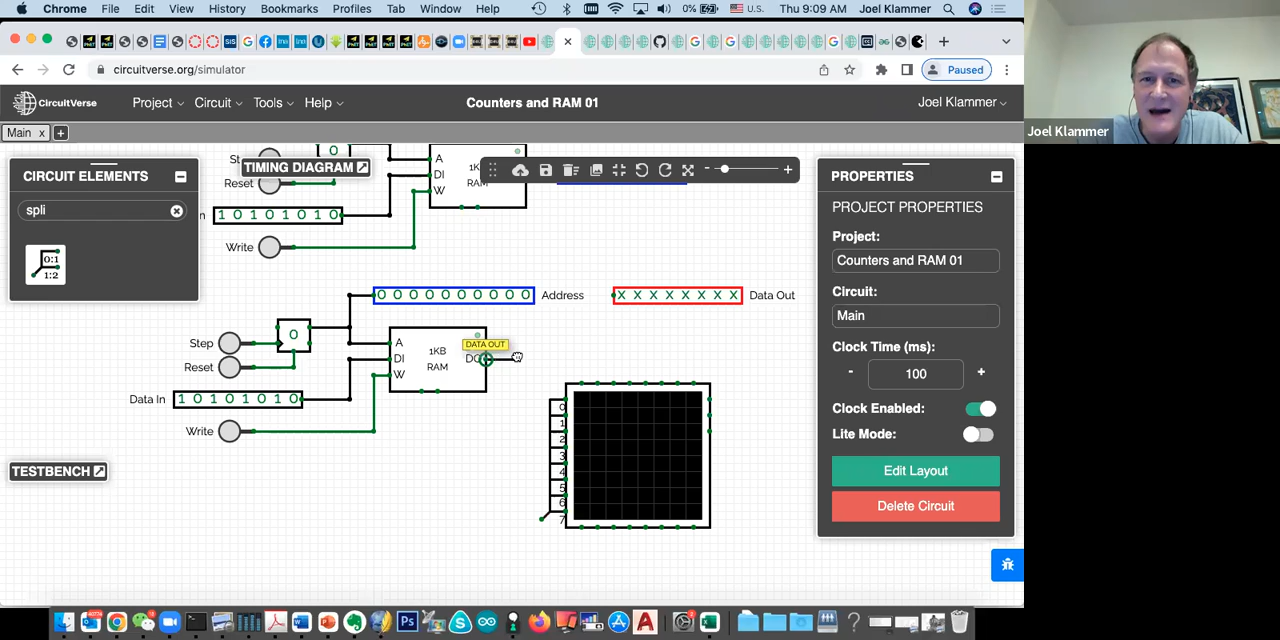 Chrome File Edit View History Bookmarks Profiles Tab Window Help 0% U.S. Thu 9:09 AM Joel Klammer
circuitverse.org/simulator Paused
CircuitVerse Project Circuit Tools Help Counters and RAM 01 Joel Klammer
Joel Klammer
Main x +
CIRCUIT ELEMENTS
spli
0:1
1:2
TIMING DIAGRAM
0
Reset
A
DI
W
1 0 1 0 1 0 1 0
Write
0 0 0 0 0 0 0 0 0 0 Address
X X X X X X X X Data Out
Step
0
Reset
A
DI
W
1KB
RAM
DATA OUT
Data In 1 0 1 0 1 0 1 0
Write
0
1
2
3
4
5
6
7
TESTBENCH
PROPERTIES
PROJECT PROPERTIES
Project:
Counters and RAM 01
Circuit:
Main
Clock Time (ms):
- 100 +
Clock Enabled:
Lite Mode:
Edit Layout
Delete Circuit